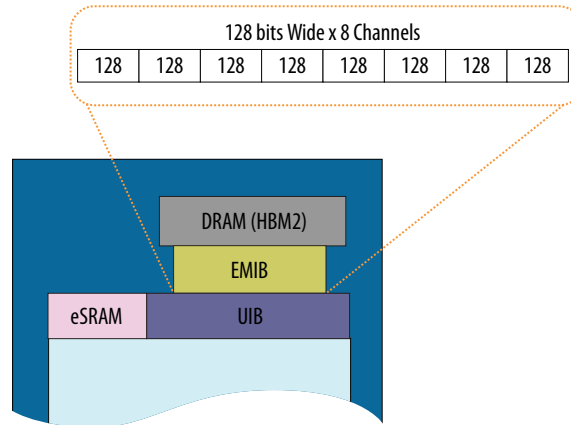 128 bits Wide x 8 Channels
128 128 128 128 128 128 128 128
DRAM (HBM2)
EMIB
eSRAM UIB